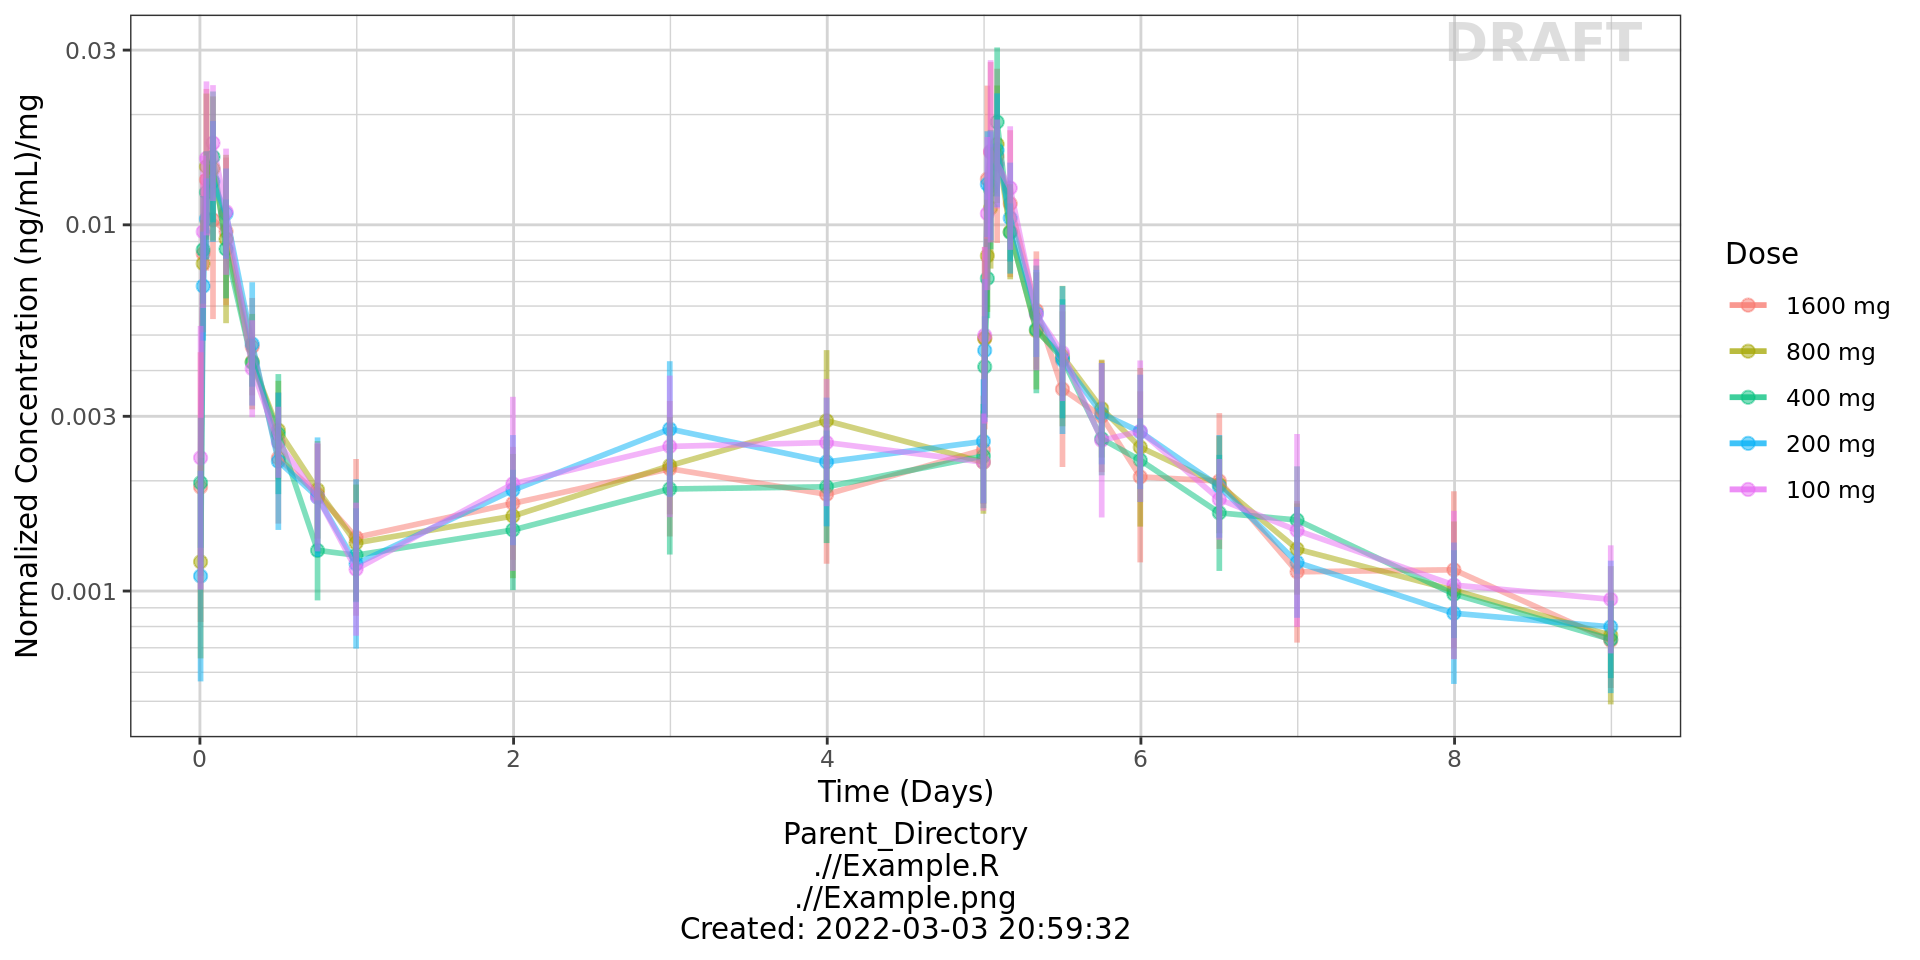 DRAFT
Normalized Concentration (ng/mL)/mg
0.03
0.01
0.003
0.001
0 2 4 6 8
Time (Days)
Dose
1600 mg
800 mg
400 mg
200 mg
100 mg
Parent_Directory
.//Example.R
.//Example.png
Created: 2022-03-03 20:59:32